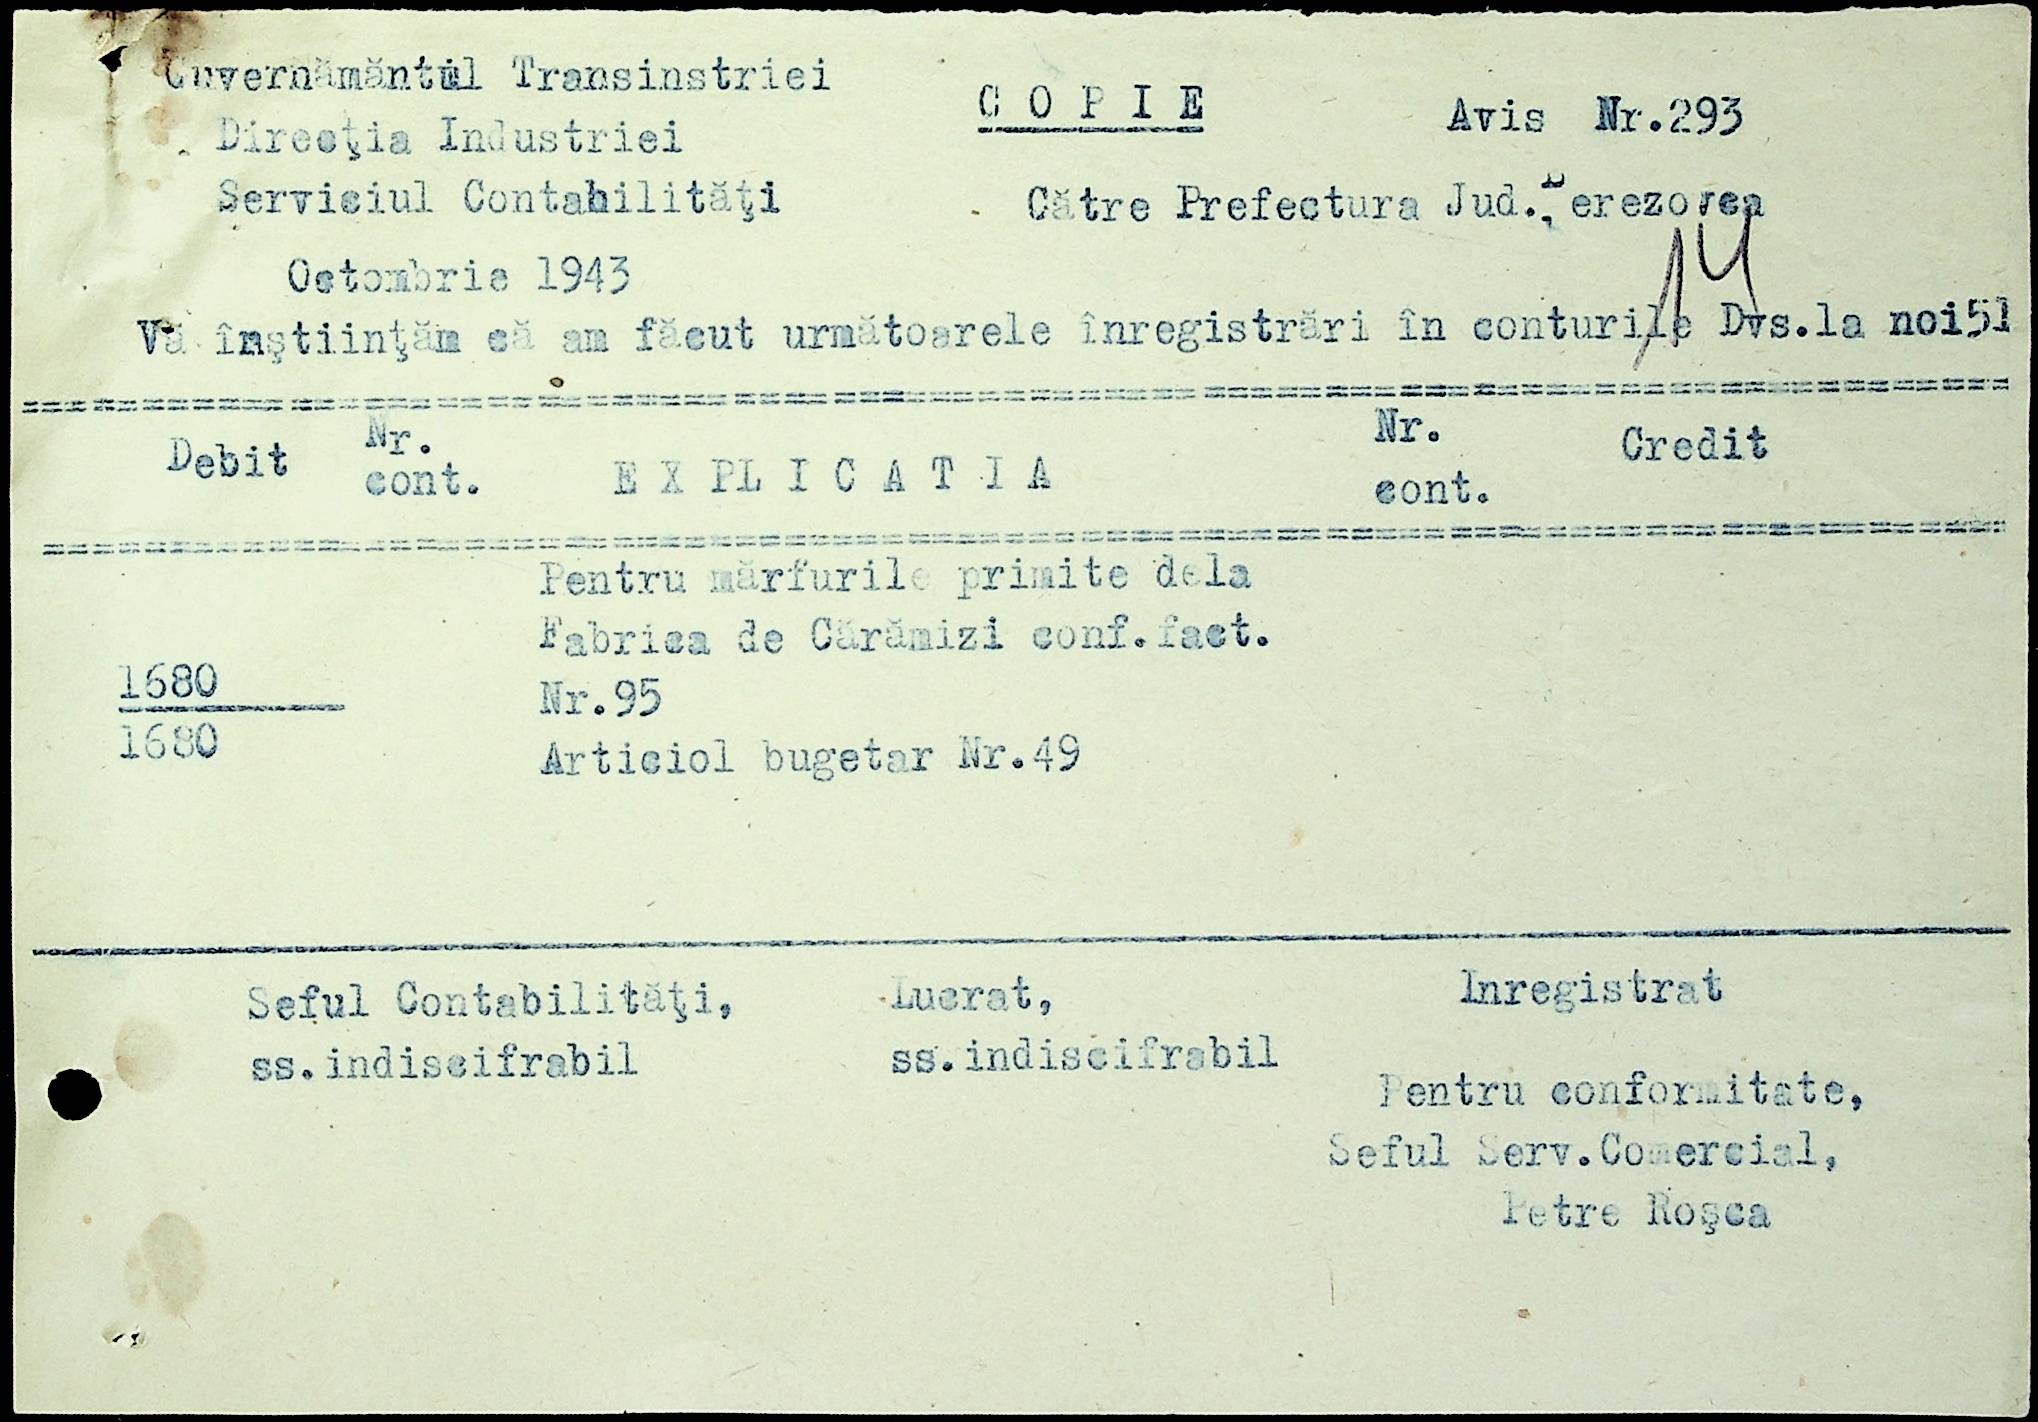 Guvernămăntul Transinstriei
Direcţia Industriei
Serviciul Contabilităţi
Octombrie 1943
C O P I E
Avis Nr.293
Către Prefectura Jud.Berezovca
14
Vă înştiinţăm că am făcut următoarele înregistrări în conturile Dvs.la noi51
Debit Nr. cont. E X PL I C A T I A Nr. cont. Credit
Pentru mărfurile primite dela
Fabrica de Cărămizi conf.fact.
1680 Nr.95
1680 Articiol bugetar Nr.49
Seful Contabilităţi, Lucrat, Inregistrat
ss.indiscifrabil ss.indiscifrabil
Pentru conformitate,
Seful Serv.Comercial,
Petre Roşca